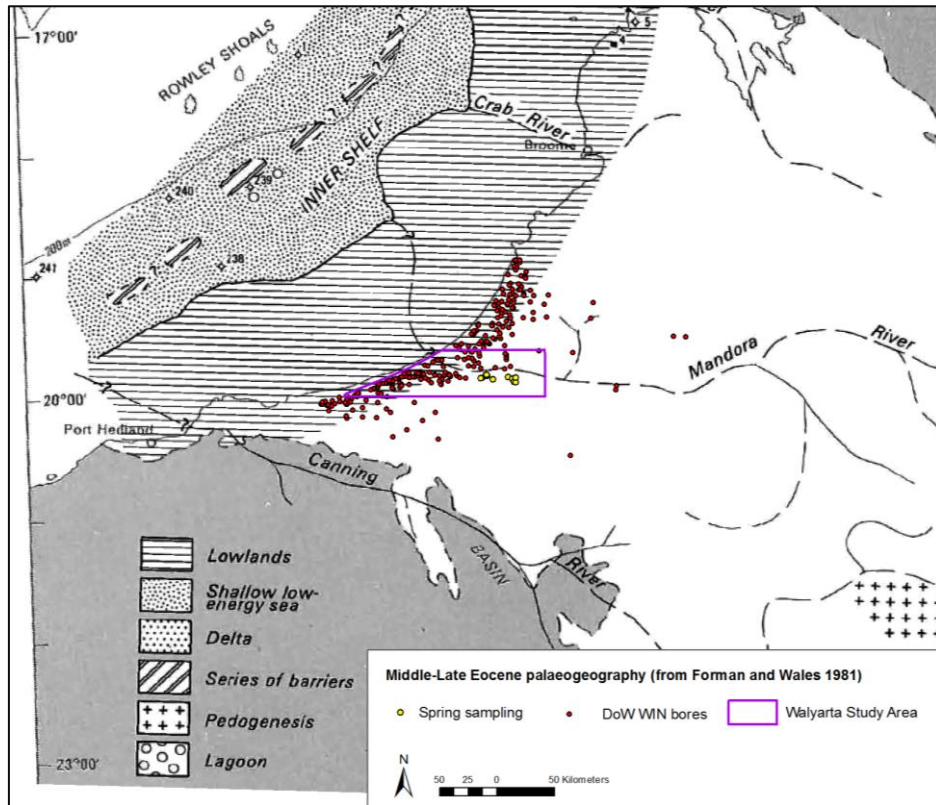 17°00'
ROWLEY SHOALS
5
4
?
?
?
Crab River
Broome
INNER SHELF
239
240
200m
?
238
241
?
?
?
Mandora River
20°00'
?
?
Port Hedland
Canning River
BASIN
Lowlands
Shallow low-
energy sea
Delta
Series of barriers
Pedogenesis
Lagoon
23°00'
Middle-Late Eocene palaeogeography (from Forman and Wales 1981)
Spring sampling
DoW WIN bores
Walyarta Study Area
N
50 25 0 50 Kilometers